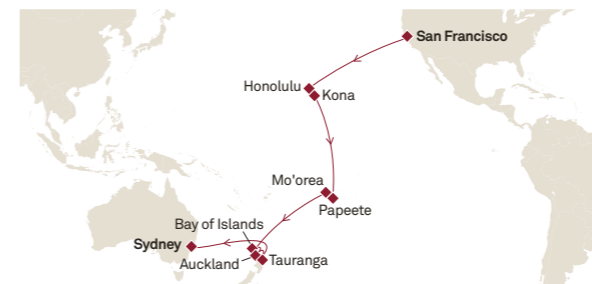 San Francisco
Honolulu
Kona
Mo'orea
Papeete
Bay of Islands
Sydney
Auckland
Tauranga